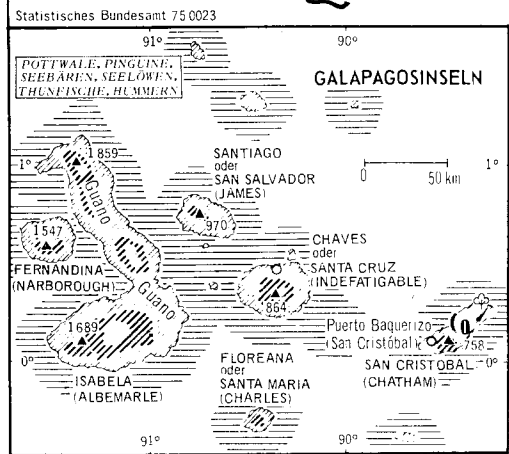 Statistisches Bundesamt 75 0023
91° 90°
POTTWALE, PINGUINE,
SEEBÄREN, SEELÖWEN,
THUNFISCHE, HUMMERN
GALAPAGOSINSELN
1859
1° 1°
0 50 km
Guano
SANTIAGO
oder
SAN SALVADOR
(JAMES)
970
1547
FERNANDINA
(NARBOROUGH)
CHAVES
oder
SANTA CRUZ
(INDEFATIGABLE)
864
Guano
1689
Puerto Baquerizo
(San Cristóbal)
758
0° 0°
SAN CRISTOBAL
(CHATHAM)
ISABELA
(ALBEMARLE)
FLOREANA
oder
SANTA MARIA
(CHARLES)
91° 90°